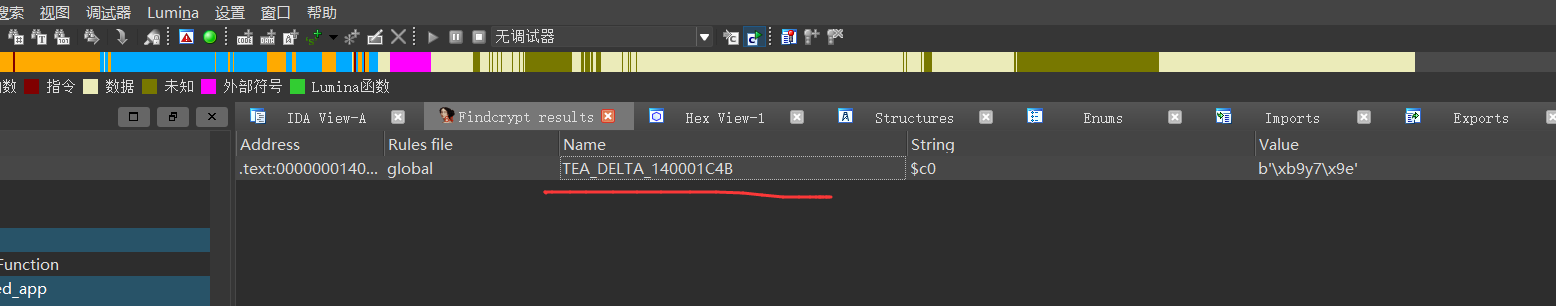 搜索 视图 调试器 Lumina 设置 窗口 帮助
无调试器
函数 指令 数据 未知 外部符号 Lumina函数
IDA View-A Findcrypt results Hex View-1 Structures Enums Imports Exports
Address Rules file Name String Value
.text:0000000140... global TEA_DELTA_140001C4B $c0 b'\xb9y7\x9e'
Function
ed_app